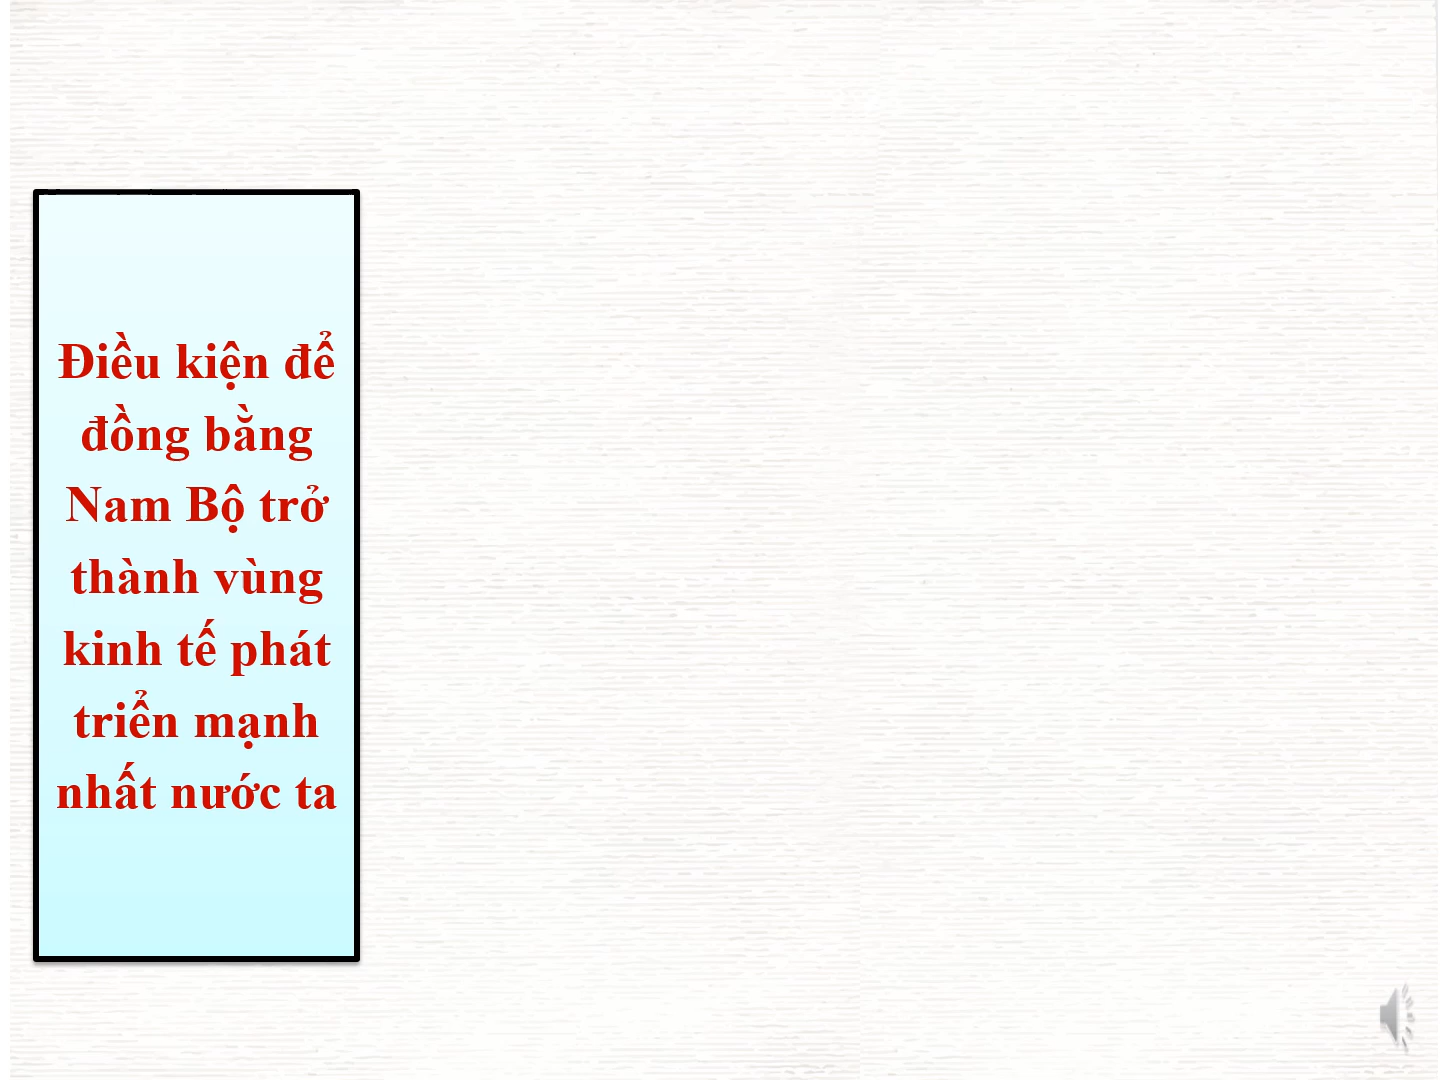 Điều kiện để
đồng bằng
Nam Bộ trở
thành vùng
kinh tế phát
triển mạnh
nhất nước ta